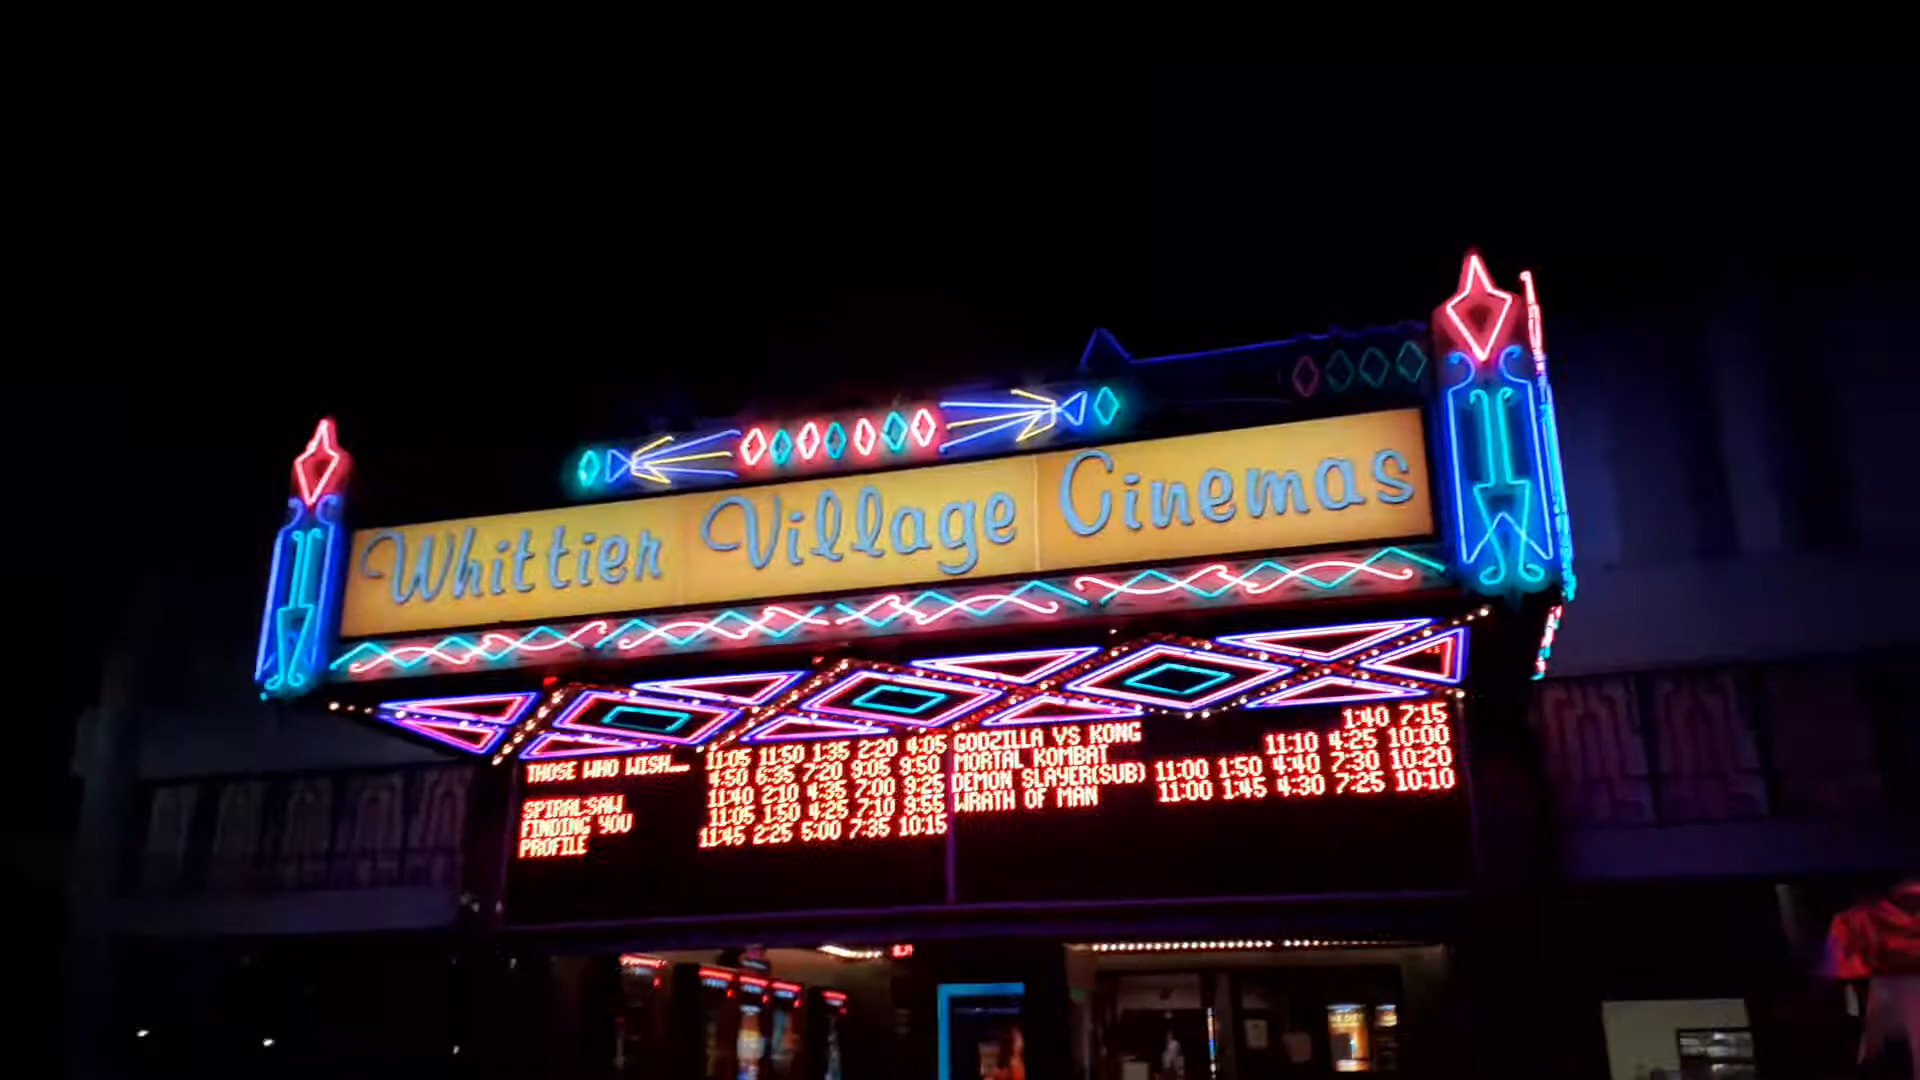 Whittier Village Cinemas
THOSE WHO WISH... 11:05 11:50 1:35 2:20 4:05
4:50 6:35 7:20 9:05 9:50
SPIRAL:SAW 11:40 2:10 4:35 7:00 9:25
FINDING YOU 11:05 1:50 4:25 7:10 9:55
PROFILE 11:45 2:25 5:00 7:35 10:15
GODZILLA VS KONG 1:40 7:15
MORTAL KOMBAT 11:10 4:25 10:00
DEMON SLAYER(SUB) 11:00 1:50 4:40 7:30 10:20
WRATH OF MAN 11:00 1:45 4:30 7:25 10:10